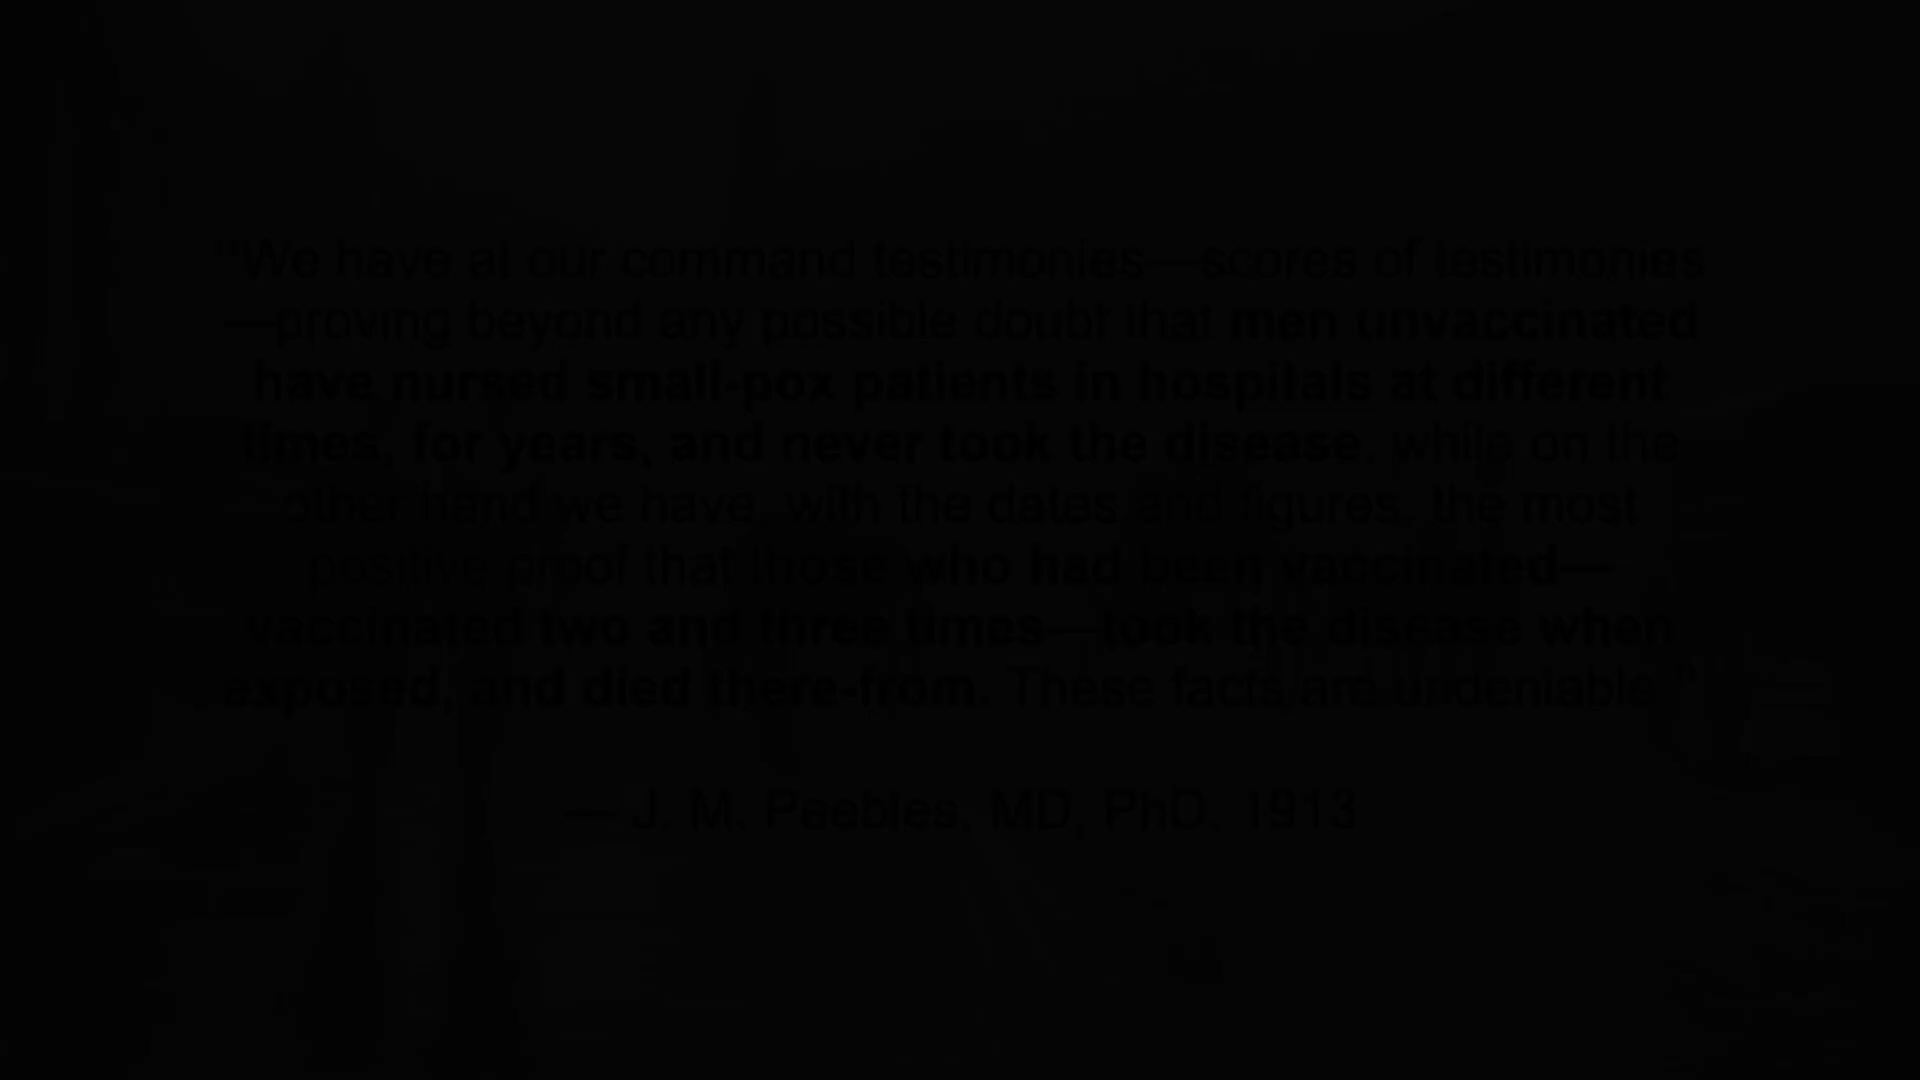 "We have at our command testimonies—scores of testimonies
—proving beyond any possible doubt that men unvaccinated
have nursed small-pox patients in hospitals at different
times, for years, and never took the disease, while on the
other hand we have, with the dates and figures, the most
positive proof that those who had been vaccinated—
vaccinated two and three times—took the disease when
exposed, and died there-from. These facts are undeniable."
— J. M. Peebles, MD, PhD, 1913